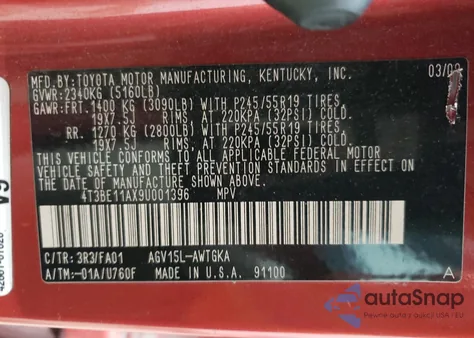 MFD.BY:TOYOTA MOTOR MANUFACTURING, KENTUCKY, INC.
GVWR:2340KG (5160LB) 03/09
GAWR:FRT. 1400 KG (3090LB) WITH P245/55R19 TIRES,
19X7.5J RIMS, AT 220KPA (32PSI) COLD.
RR. 1270 KG (2800LB) WITH P245/55R19 TIRES,
19X7.5J RIMS, AT 220KPA (32PSI) COLD.
THIS VEHICLE CONFORMS TO ALL APPLICABLE FEDERAL MOTOR
VEHICLE SAFETY AND THEFT PREVENTION STANDARDS IN EFFECT
ON THE DATE OF MANUFACTURE SHOWN ABOVE.
4T3BE11AX9U001396 MPV
C/TR: 3R3/FA01 AGV15L-AWTGKA
A/TM:-01A/U760F MADE IN U.S.A. 91100 A
autoSnap